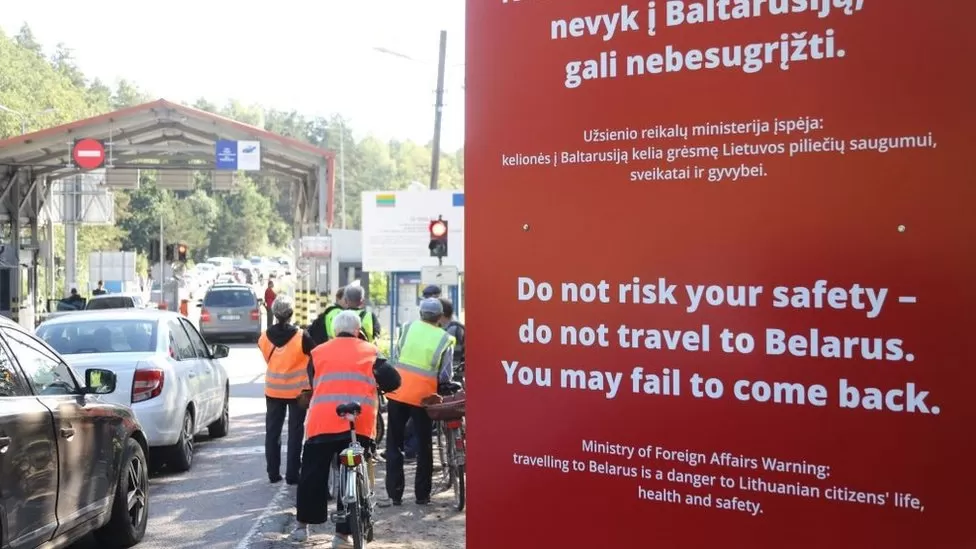 nevyk į Baltarusiją,
gali nebesugrįžti.
Užsienio reikalų ministerija įspėja:
kelionės į Baltarusiją kelia grėsmę Lietuvos piliečių saugumui,
sveikatai ir gyvybei.
Do not risk your safety –
do not travel to Belarus.
You may fail to come back.
Ministry of Foreign Affairs Warning:
travelling to Belarus is a danger to Lithuanian citizens' life,
health and safety.